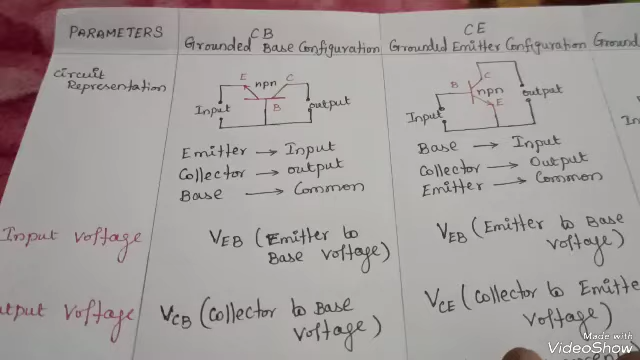 PARAMETERS
CB
Grounded Base Configuration
CE
Grounded Emitter Configuration
Grounded
Circuit
Representation
E npn C
B
Input
output
Emitter → Input
Collector → output
Base → Common
C
B npn
E
Input
output
Base → Input
Collector → Output
Emitter → Common
Input voltage
VEB (Emitter to
Base voltage)
VEB (Emitter to Base
voltage)
voltage
VCB (Collector to Base
Voltage)
VCE (Collector to Emitter
Voltage)
Made with
VideoShow